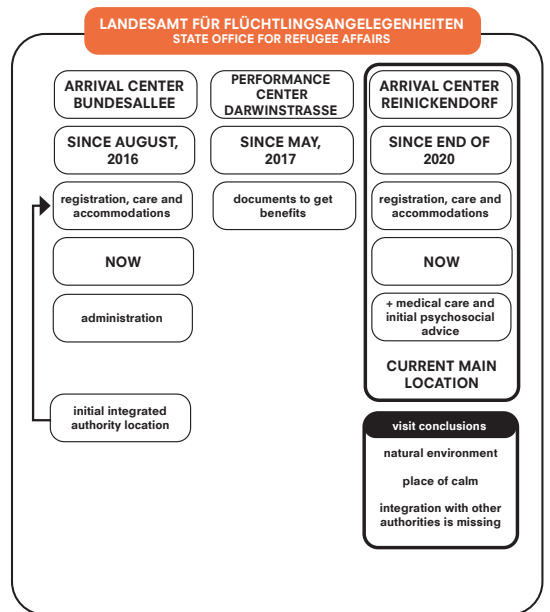 LANDESAMT FÜR FLÜCHTLINGSANGELEGENHEITEN
STATE OFFICE FOR REFUGEE AFFAIRS
ARRIVAL CENTER
BUNDESALLEE
SINCE AUGUST,
2016
registration, care and
accommodations
NOW
administration
initial integrated
authority location
PERFORMANCE
CENTER
DARWINSTRASSE
SINCE MAY,
2017
documents to get
benefits
ARRIVAL CENTER
REINICKENDORF
SINCE END OF
2020
registration, care and
accommodations
NOW
+ medical care and
initial psychosocial
advice
CURRENT MAIN
LOCATION
visit conclusions
natural environment
place of calm
integration with other
authorities is missing